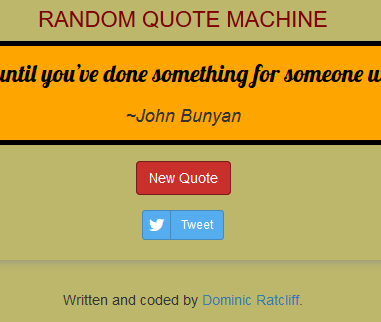 RANDOM QUOTE MACHINE
until you've done something for someone w
~John Bunyan
New Quote
Tweet
Written and coded by Dominic Ratcliff.